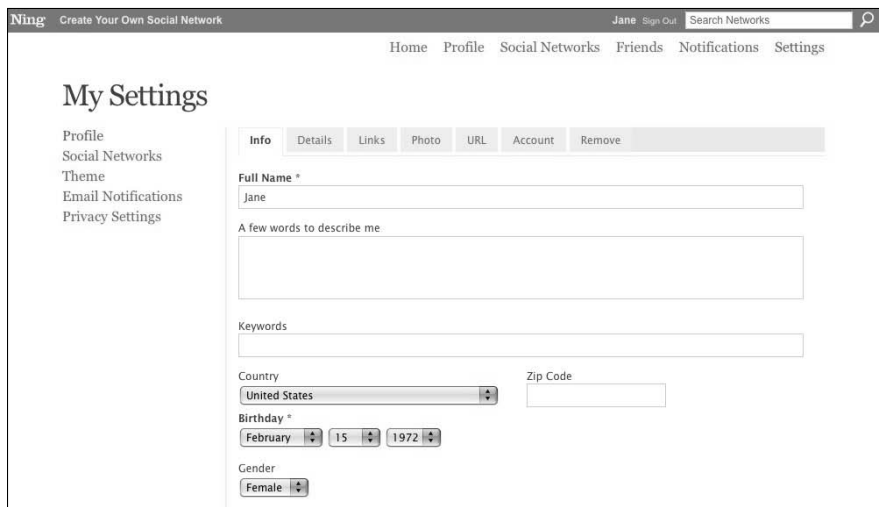 Ning Create Your Own Social Network Jane Sign Out Search Networks
Home Profile Social Networks Friends Notifications Settings
My Settings
Profile
Social Networks
Theme
Email Notifications
Privacy Settings
Info Details Links Photo URL Account Remove
Full Name *
Jane
A few words to describe me
Keywords
Country Zip Code
United States
Birthday *
February 15 1972
Gender
Female